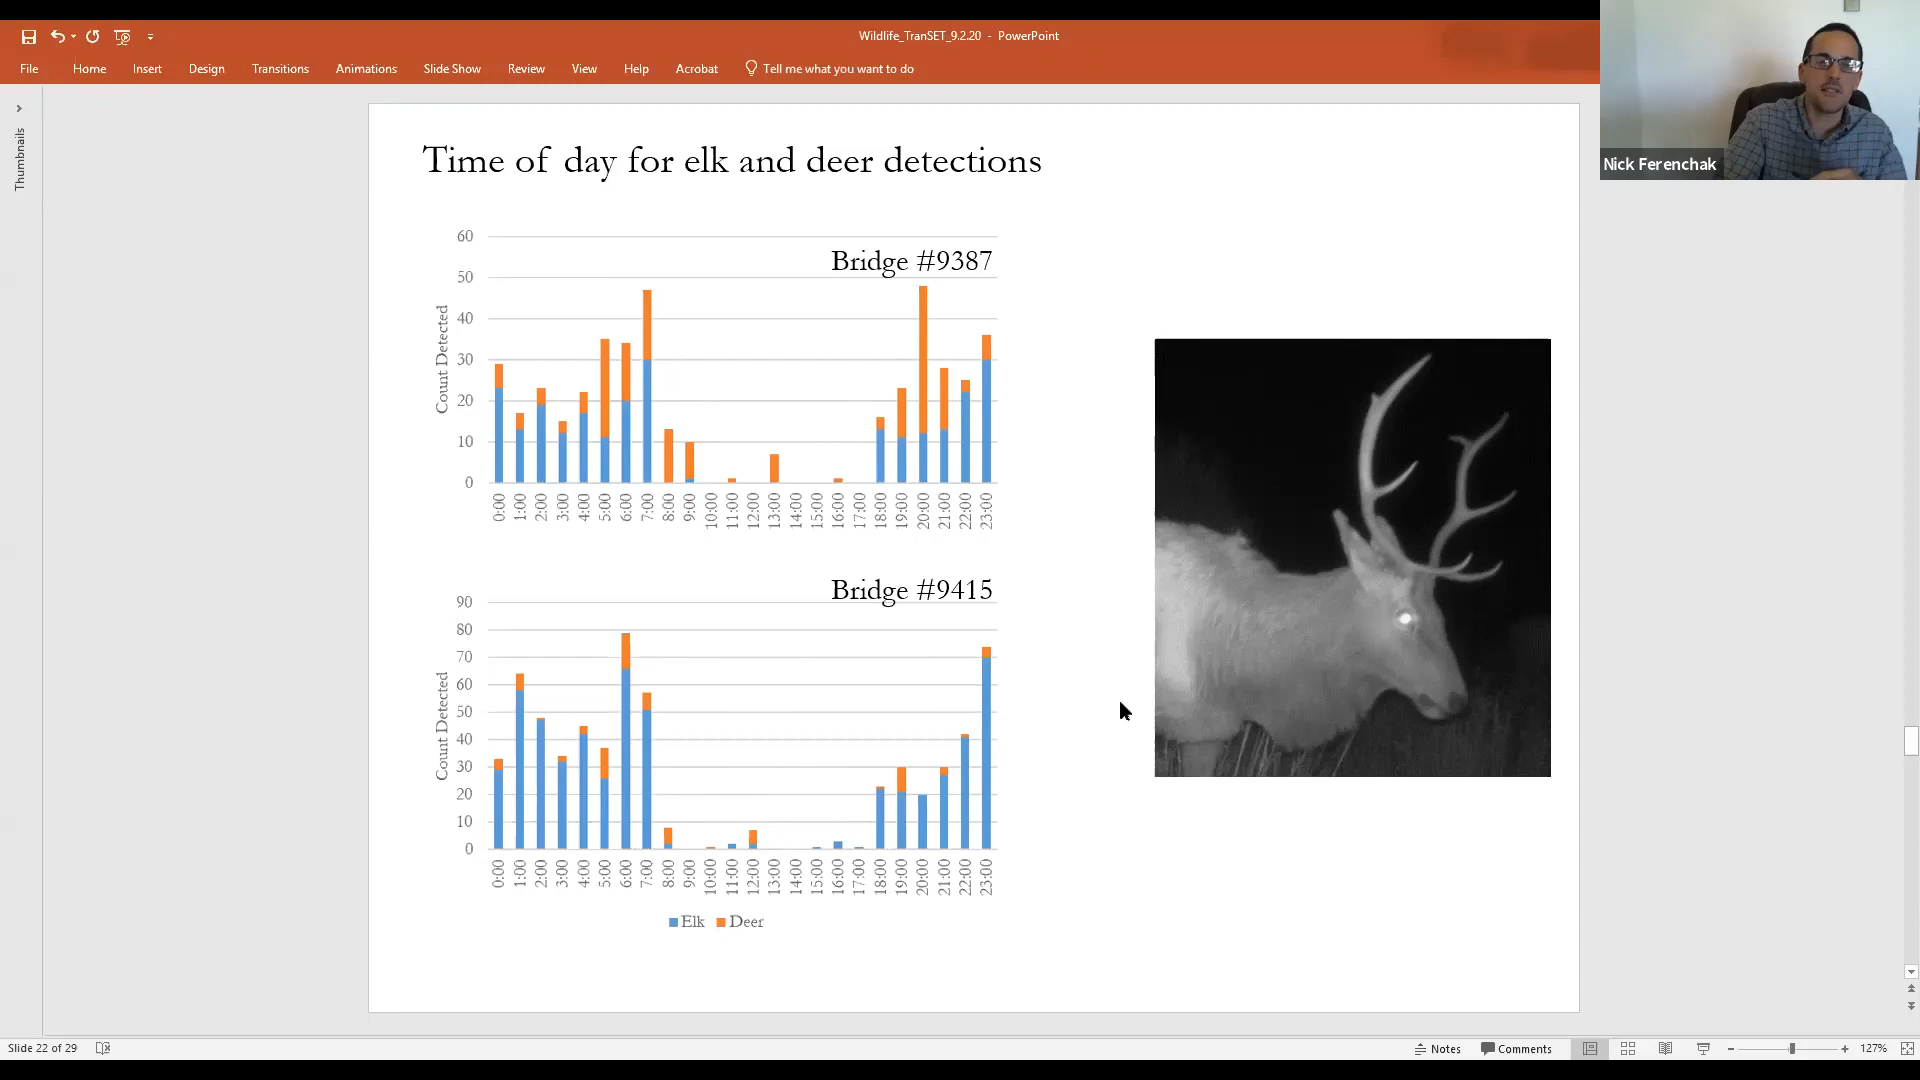 Wildlife_TranSET_9.2.20 - PowerPoint
File Home Insert Design Transitions Animations Slide Show Review View Help Acrobat Tell me what you want to do
Nick Ferenchak
Thumbnails
Time of day for elk and deer detections
Bridge #9387
Count Detected
60
50
40
30
20
10
0
0:00 1:00 2:00 3:00 4:00 5:00 6:00 7:00 8:00 9:00 10:00 11:00 12:00 13:00 14:00 15:00 16:00 17:00 18:00 19:00 20:00 21:00 22:00 23:00
Bridge #9415
Count Detected
90
80
70
60
50
40
30
20
10
0
0:00 1:00 2:00 3:00 4:00 5:00 6:00 7:00 8:00 9:00 10:00 11:00 12:00 13:00 14:00 15:00 16:00 17:00 18:00 19:00 20:00 21:00 22:00 23:00
Elk Deer
Slide 22 of 29 Notes Comments 127%